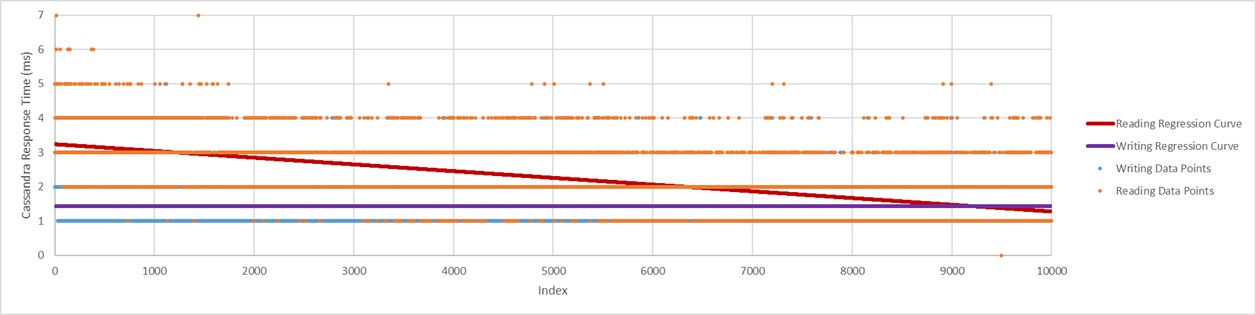 7
6
5
4
3
2
1
0
Cassandra Response Time (ms)
0 1000 2000 3000 4000 5000 6000 7000 8000 9000 10000
Index
Reading Regression Curve
Writing Regression Curve
Writing Data Points
Reading Data Points